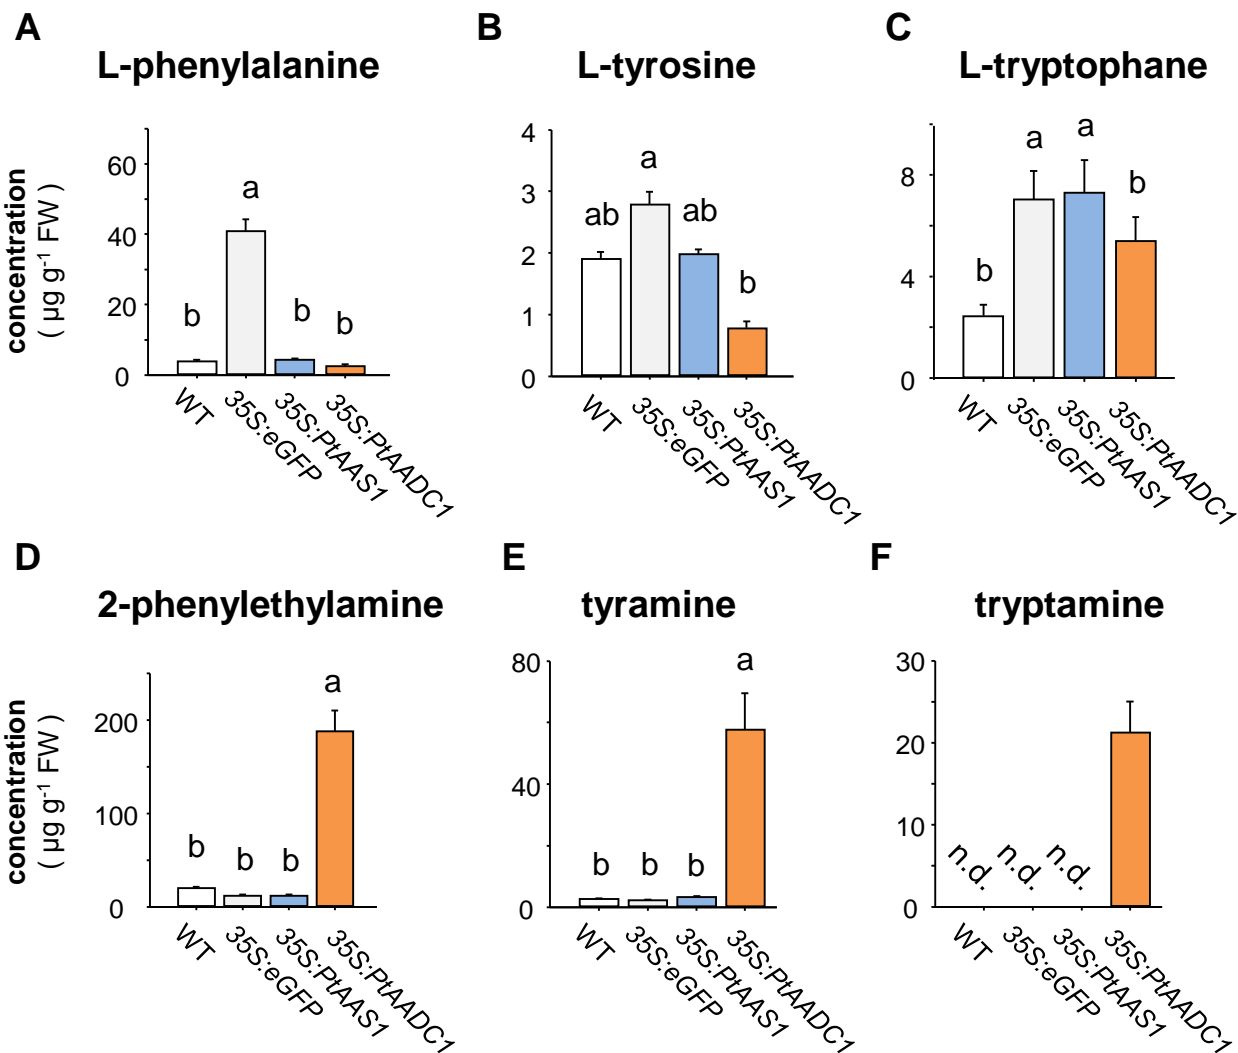 A
L-phenylalanine
concentration
( µg g-1 FW )
60
40
20
0
b
a
b
b
WT
35S:eGFP
35S:PtAAS1
35S:PtAADC1
B
L-tyrosine
4
3
2
1
0
ab
a
ab
b
WT
35S:eGFP
35S:PtAAS1
35S:PtAADC1
C
L-tryptophane
8
4
0
b
a
a
b
WT
35S:eGFP
35S:PtAAS1
35S:PtAADC1
D
2-phenylethylamine
concentration
( µg g-1 FW )
200
100
0
b
b
b
a
WT
35S:eGFP
35S:PtAAS1
35S:PtAADC1
E
tyramine
80
40
0
b
b
b
a
WT
35S:eGFP
35S:PtAAS1
35S:PtAADC1
F
tryptamine
30
20
10
0
n.d.
n.d.
n.d.
WT
35S:eGFP
35S:PtAAS1
35S:PtAADC1